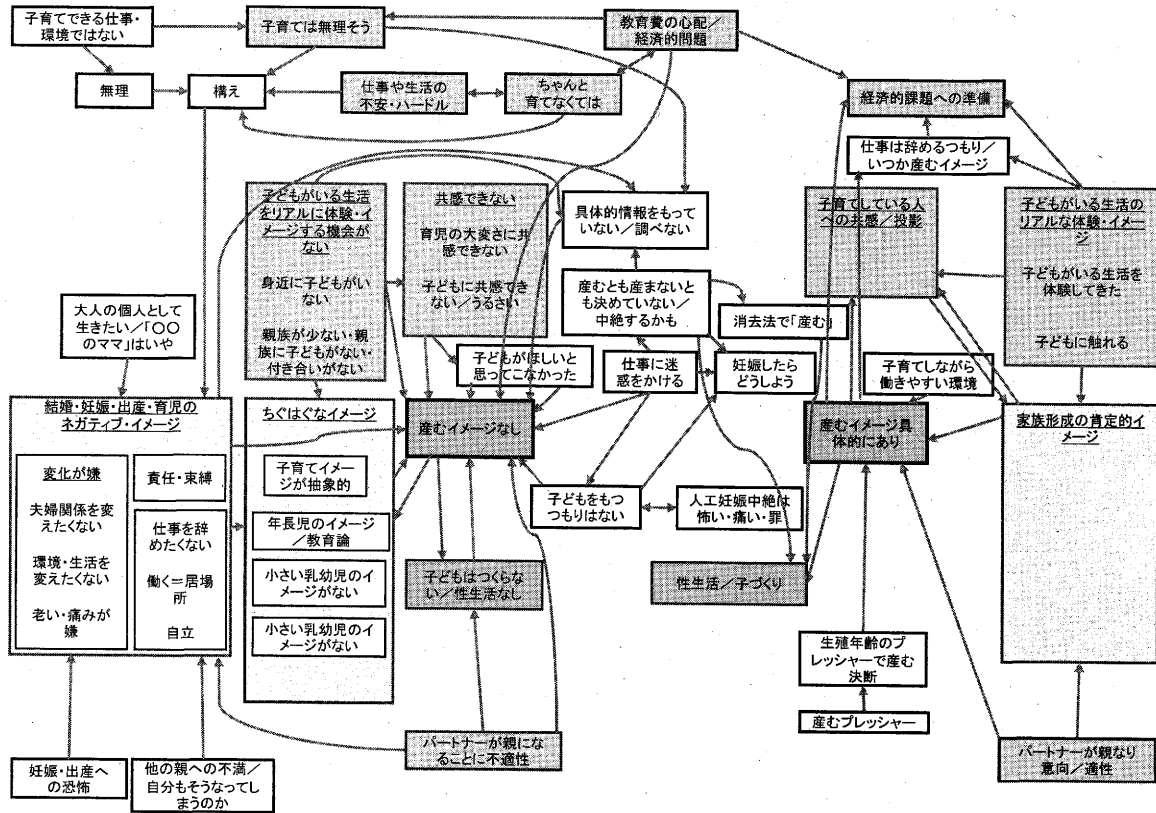 子育てできる仕事・
環境ではない
子育ては無理そう
教育費の心配／
経済的問題
無理
構え
仕事や生活の
不安・ハードル
ちゃんと
育てなくては
経済的課題への準備
仕事は辞めるつもり／
いつか産むイメージ
子どもがいる生活
をリアルに体験・イ
メージする機会が
ない
身近に子どもがい
ない
親族が少ない・親
族に子どもがない・
付き合いがない
共感できない
育児の大変さに共
感できない
子どもに共感でき
ない／うるさい
具体的情報をもって
いない／調べない
子育てしている人
への共感／投影
子どもがいる生活の
リアルな体験・イメー
ジ
子どもがいる生活を
体験してきた
子どもに触れる
産むとも産まないと
も決めていない／
中絶するかも
消去法で「産む」
大人の個人として
生きたい／「〇〇
のママ」はいや
子どもがほしいと
思ってこなかった
仕事に迷
惑をかける
妊娠したら
どうしよう
子育てしながら
働きやすい環境
結婚・妊娠・出産・育児の
ネガティブ・イメージ
変化が嫌
夫婦関係を変
えたくない
環境・生活を
変えたくない
老い・痛みが
嫌
責任・束縛
仕事を辞
めたくない
働く＝居場
所
自立
ちぐはぐなイメージ
子育てイメー
ジが抽象的
年長児のイメージ
／教育論
小さい乳幼児のイ
メージがない
小さい乳幼児のイ
メージがない
産むイメージなし
産むイメージ具
体的にあり
家族形成の肯定的イ
メージ
子どもをもつ
つもりはない
人工妊娠中絶は
怖い・痛い・罪
子どもはつくらな
い／性生活なし
性生活／子づくり
生殖年齢のプ
レッシャーで産む
決断
産むプレッシャー
パートナーが親にな
ることに不適性
パートナーが親なり
意向／適性
妊娠・出産へ
の恐怖
他の親への不満／
自分もそうなってし
まうのか